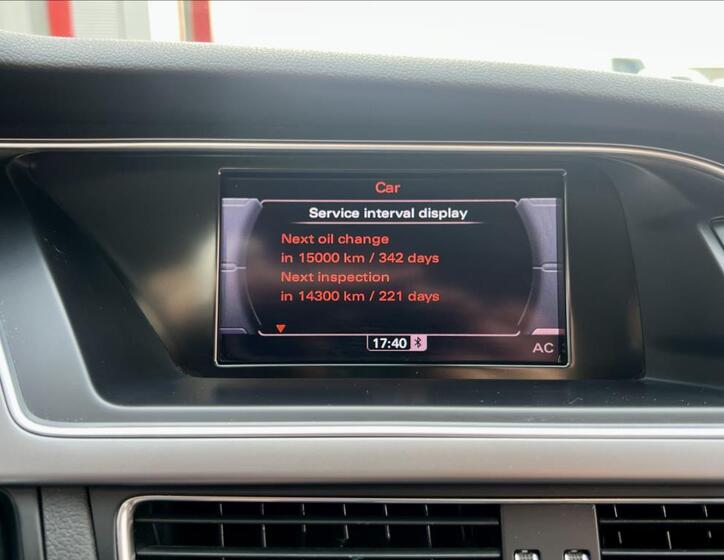 Car
Service interval display
Next oil change
in 15000 km / 342 days
Next inspection
in 14300 km / 221 days
17:40
AC